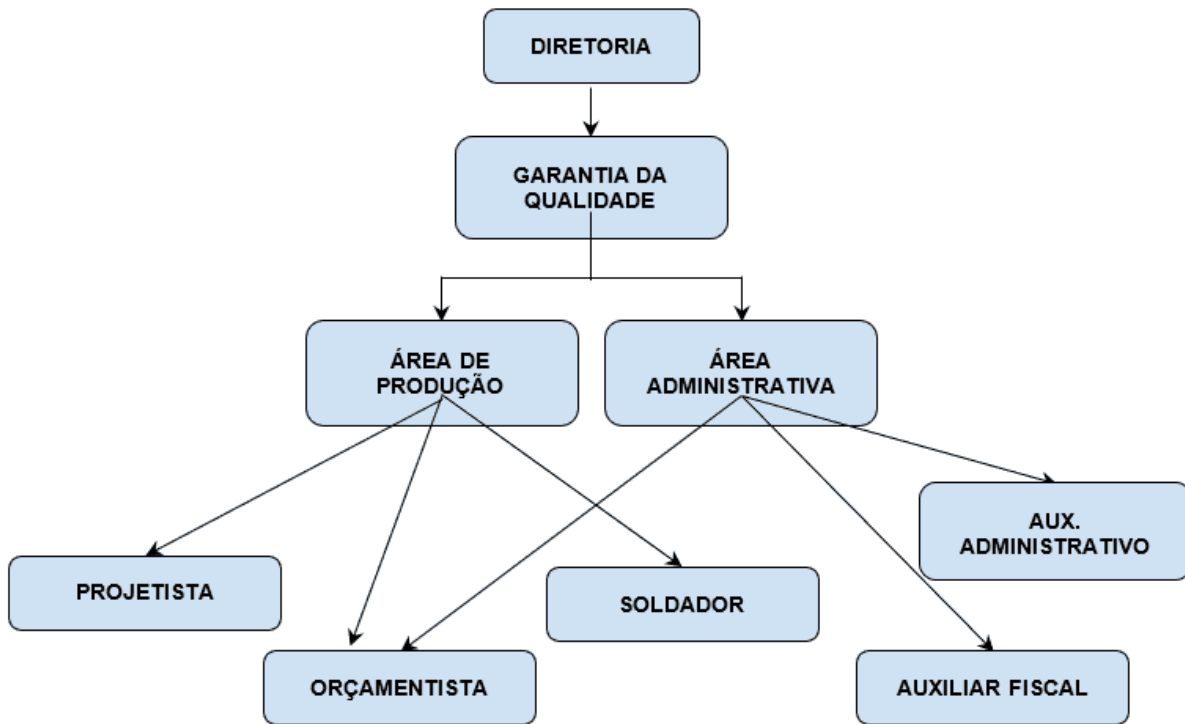 DIRETORIA
GARANTIA DA
QUALIDADE
ÁREA DE
PRODUÇÃO
ÁREA
ADMINISTRATIVA
AUX.
ADMINISTRATIVO
PROJETISTA
SOLDADOR
ORÇAMENTISTA
AUXILIAR FISCAL